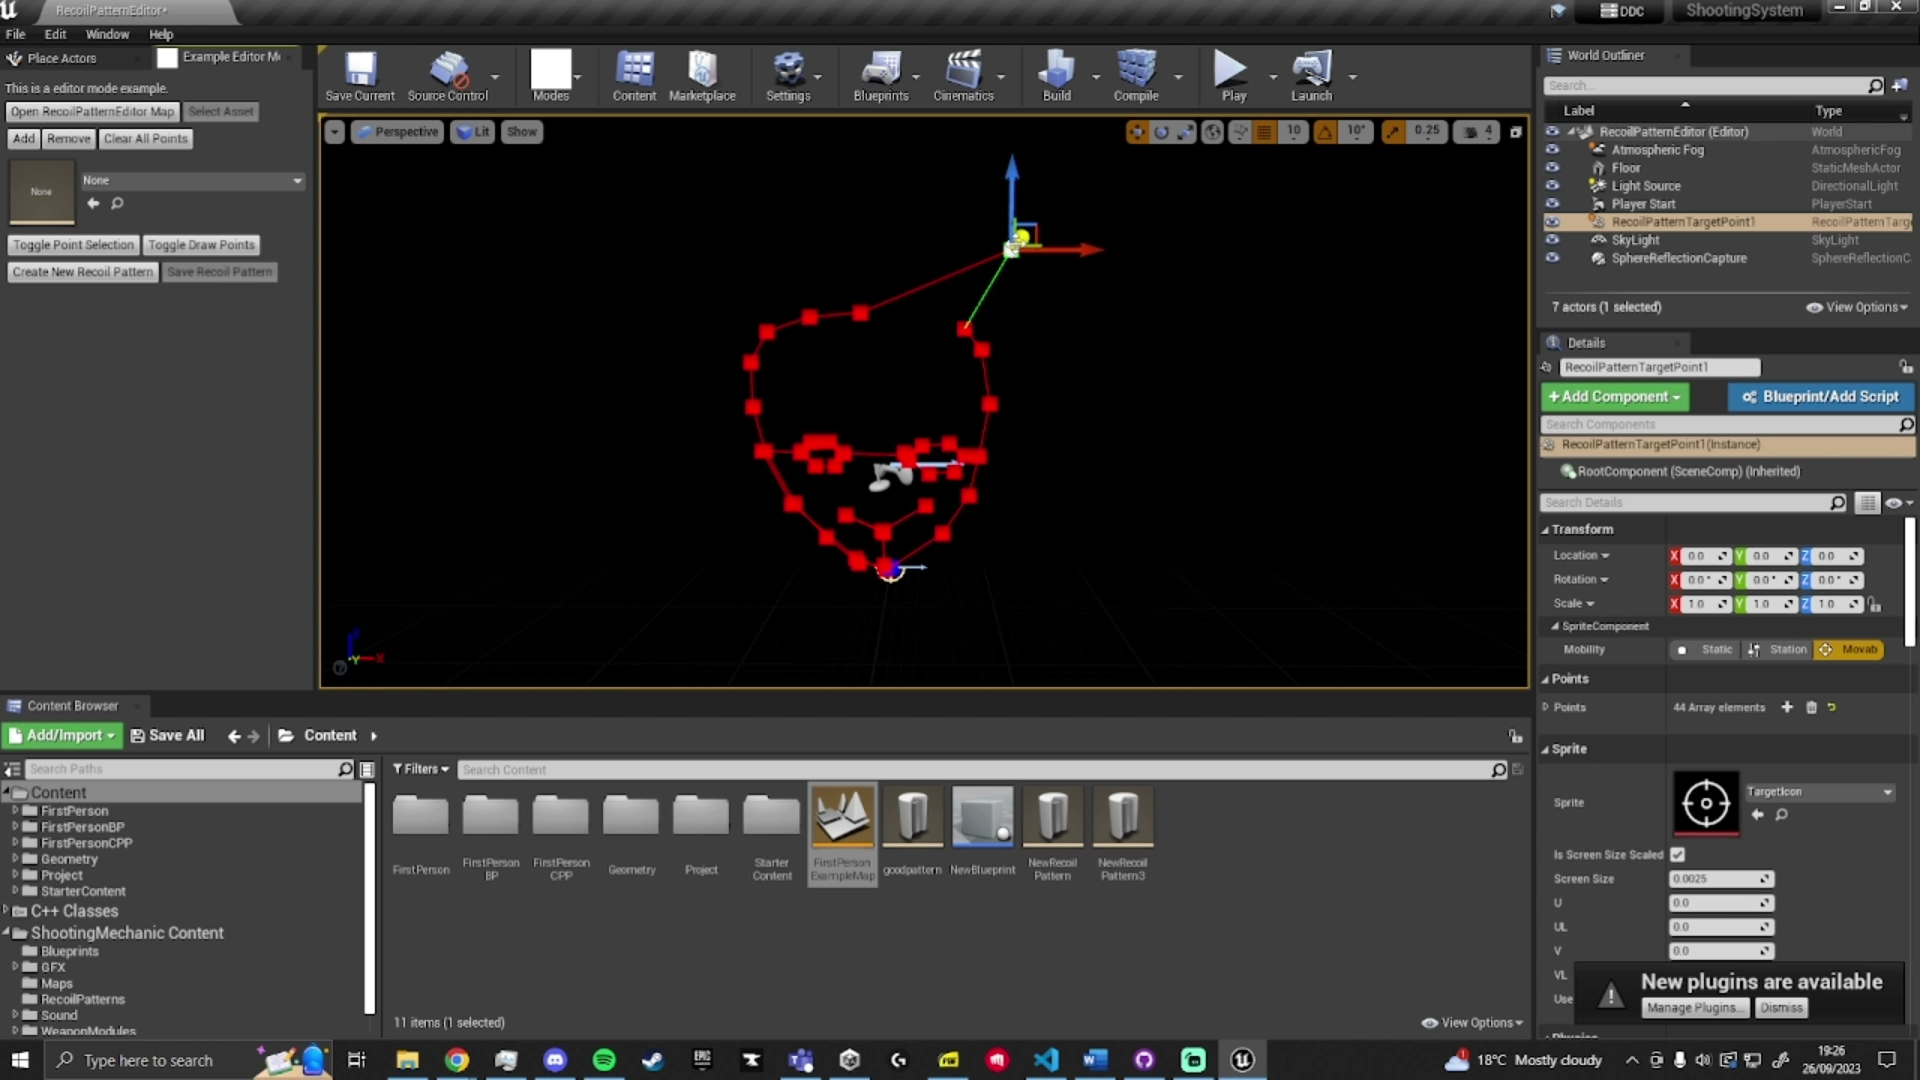 RecoilPatternEditor*
DDC
ShootingSystem
File Edit Window Help
Place Actors
Example Editor M
This is a editor mode example.
Open RecoilPatternEditor Map
Select Asset
Add Remove Clear All Points
None
None
Toggle Point Selection
Toggle Draw Points
Create New Recoil Pattern
Save Recoil Pattern
Save Current
Source Control
Modes
Content
Marketplace
Settings
Blueprints
Cinematics
Build
Compile
Play
Launch
Perspective
Lit
Show
10
10°
0.25
4
X
Y
World Outliner
Search...
Label
Type
RecoilPatternEditor (Editor) World
Atmospheric Fog AtmosphericFog
Floor StaticMeshActor
Light Source DirectionalLight
Player Start PlayerStart
RecoilPatternTargetPoint1 RecoilPatternTarg
SkyLight SkyLight
SphereReflectionCapture SphereReflectionC
7 actors (1 selected)
View Options
Details
RecoilPatternTargetPoint1
+Add Component
Blueprint/Add Script
Search Components
RecoilPatternTargetPoint1(Instance)
RootComponent (SceneComp) (Inherited)
Search Details
Transform
Location X 0.0 Y 0.0 Z 0.0
Rotation X 0.0° Y 0.0° Z 0.0°
Scale X 1.0 Y 1.0 Z 1.0
SpriteComponent
Mobility Static Station Movab
Points
Points 44 Array elements
Sprite
Sprite TargetIcon
Is Screen Size Scaled
Screen Size 0.0025
U 0.0
UL 0.0
V 0.0
VL
Use
New plugins are available
Manage Plugins...
Dismiss
Content Browser
Add/Import
Save All
Content
Search Paths
Filters
Search Content
Content
FirstPerson
FirstPersonBP
FirstPersonCPP
Geometry
Project
StarterContent
C++ Classes
ShootingMechanic Content
Blueprints
GFX
Maps
RecoilPatterns
Sound
WeaponModules
FirstPerson
FirstPerson
BP
FirstPerson
CPP
Geometry
Project
Starter
Content
FirstPerson
ExampleMap
goodpattern
NewBlueprint
NewRecoil
Pattern
NewRecoil
Pattern3
11 items (1 selected)
View Options
Type here to search
EPIC
18°C Mostly cloudy
19:26
26/09/2023